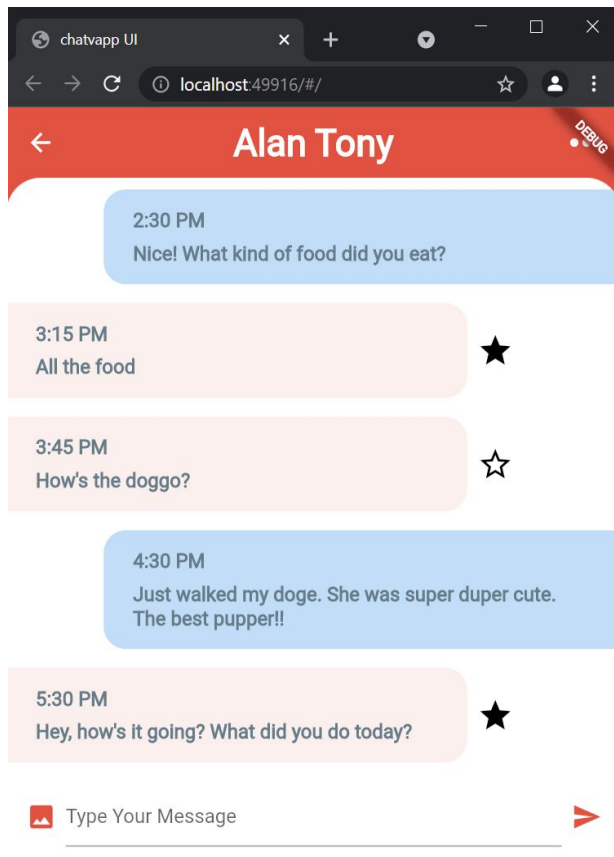 chatvapp UI
localhost:49916/#/
Alan Tony
DEBUG
2:30 PM
Nice! What kind of food did you eat?
3:15 PM
All the food
3:45 PM
How's the doggo?
4:30 PM
Just walked my doge. She was super duper cute.
The best pupper!!
5:30 PM
Hey, how's it going? What did you do today?
Type Your Message